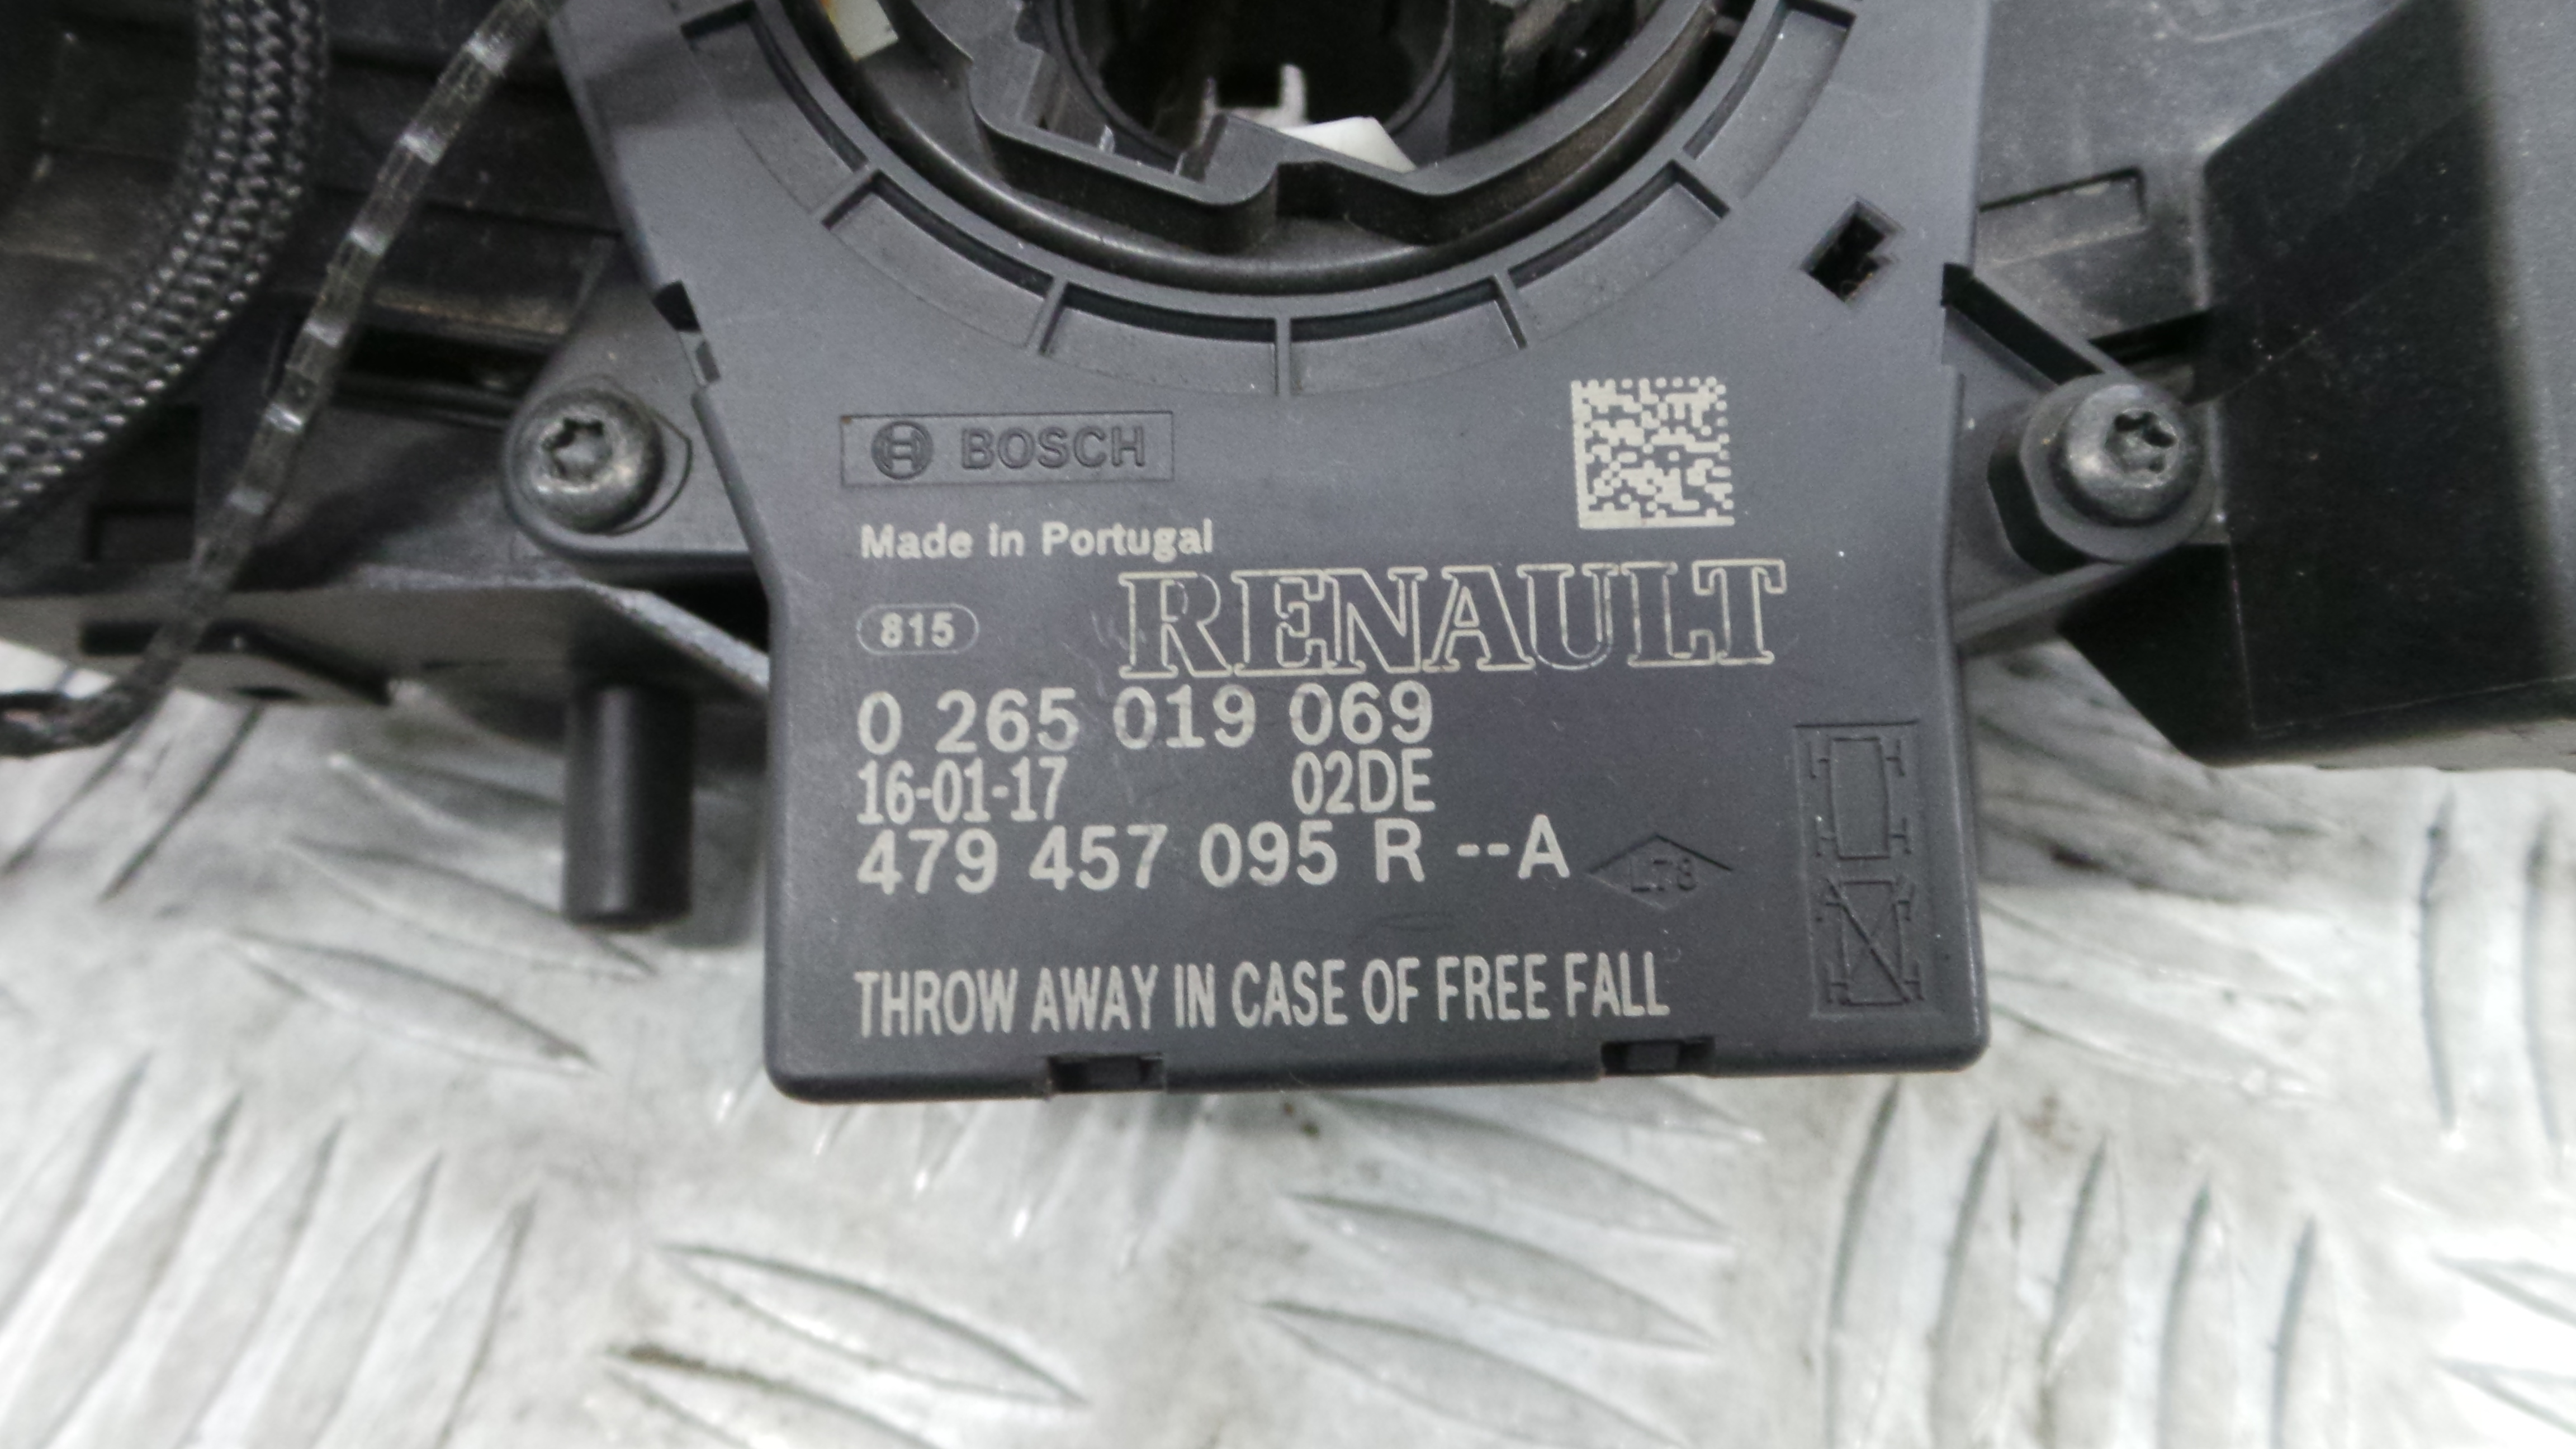 BOSCH
Made in Portugal
RENAULT
815
0 265 019 069
16-01-17 02DE
479 457 095 R --A
L78
THROW AWAY IN CASE OF FREE FALL